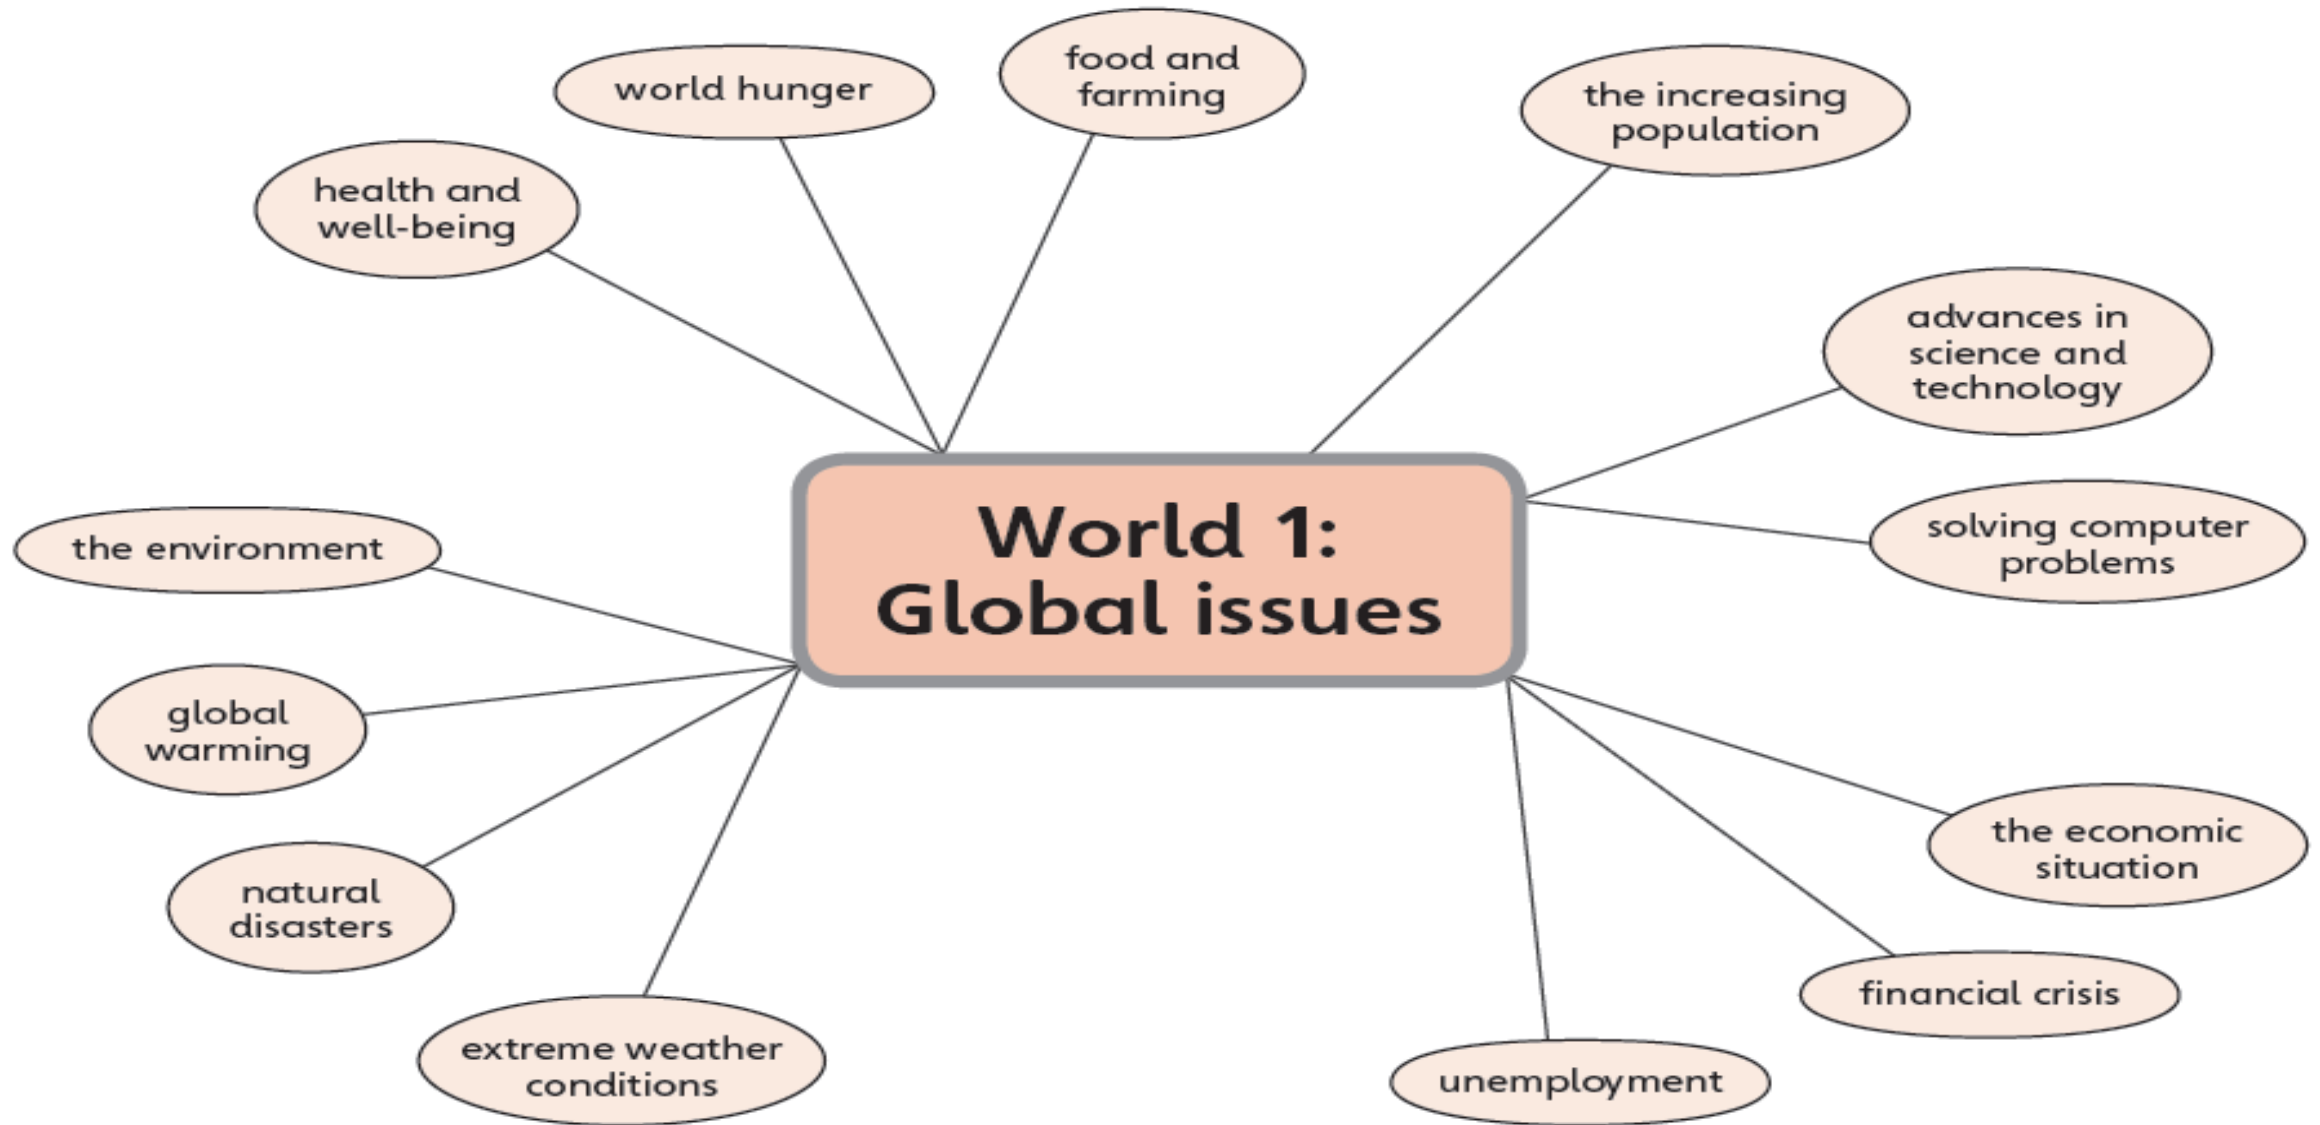 food and
farming
world hunger
the increasing
population
health and
well-being
advances in
science and
technology
World 1:
Global issues
solving computer
problems
the environment
global
warming
the economic
situation
natural
disasters
financial crisis
extreme weather
conditions
unemployment